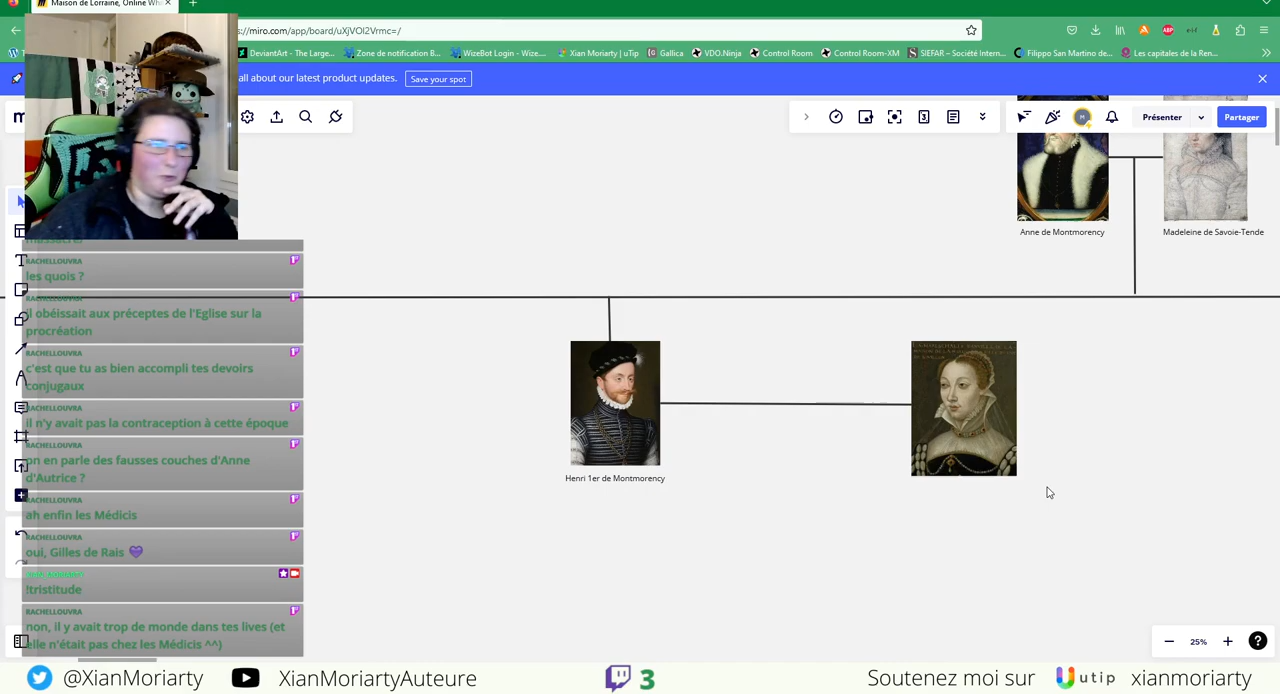 Maison de Lorraine, Online Whi
s://miro.com/app/board/uXjVOl2Vrmc=/
DeviantArt - The Large... Zone de notification B... WizeBot Login - Wize.... Xian Moriarty | uTip Gallica VDO.Ninja Control Room Control Room-XM SIEFAR – Société Intern... Filippo San Martino de... Les capitales de la Ren...
all about our latest product updates. Save your spot
Présenter Partager
Anne de Montmorency Madeleine de Savoie-Tende
massacre!
RACHELLOUVRA
les quois ?
RACHELLOUVRA
il obéissait aux préceptes de l'Eglise sur la
procréation
RACHELLOUVRA
c'est que tu as bien accompli tes devoirs
conjugaux
RACHELLOUVRA
il n'y avait pas la contraception à cette époque
RACHELLOUVRA
on en parle des fausses couches d'Anne
d'Autrice ?
RACHELLOUVRA
ah enfin les Médicis
RACHELLOUVRA
oui, Gilles de Rais 💜
!tristitude
RACHELLOUVRA
non, il y avait trop de monde dans tes lives (et
elle n'était pas chez les Médicis ^^)
Henri 1er de Montmorency
25%
@XianMoriarty XianMoriartyAuteure 3 Soutenez moi sur utip xianmoriarty